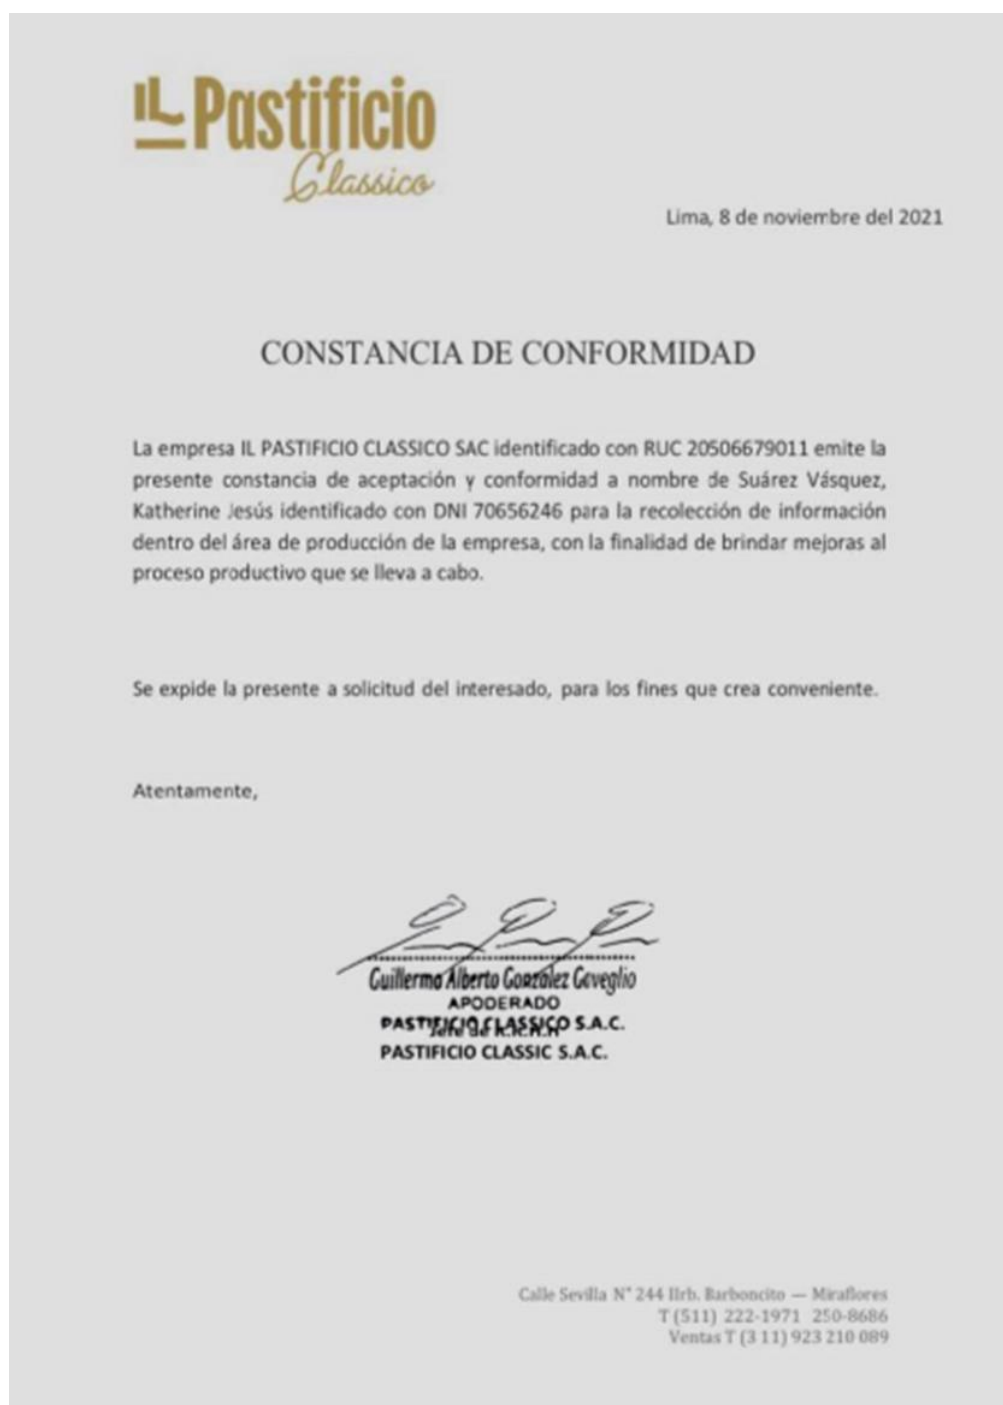 IL Pastificio
Classico
Lima, 8 de noviembre del 2021
CONSTANCIA DE CONFORMIDAD
La empresa IL PASTIFICIO CLASSICO SAC identificado con RUC 20506679011 emite la
presente constancia de aceptación y conformidad a nombre de Suárez Vásquez,
Katherine Jesús identificado con DNI 70656246 para la recolección de información
dentro del área de producción de la empresa, con la finalidad de brindar mejoras al
proceso productivo que se lleva a cabo.
Se expide la presente a solicitud del interesado, para los fines que crea conveniente.
Atentamente,
Guillermo Alberto González Ceveglio
APODERADO
PASTIFICIO CLASSICO S.A.C.
PASTIFICIO CLASSIC S.A.C.
Calle Sevilla N° 244 Ilrb. Barboncito — Miraflores
T (511) 222-1971 250-8686
Ventas T (3 11) 923 210 089